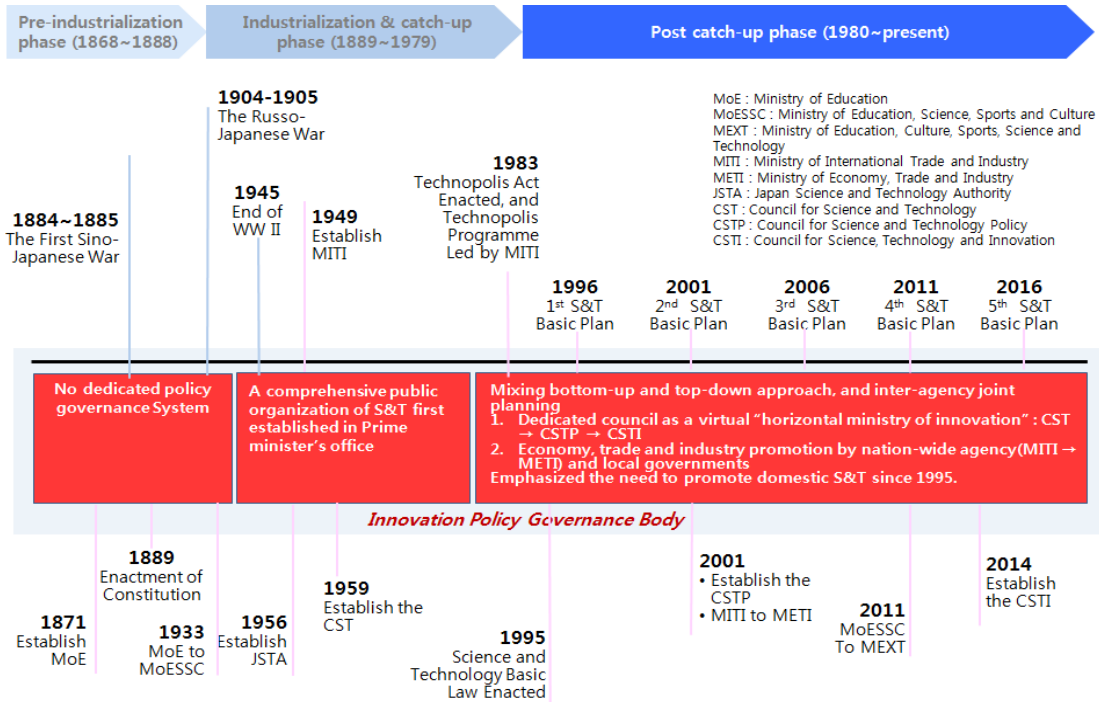 Pre-industrialization
phase (1868~1888)
Industrialization & catch-up
phase (1889~1979)
Post catch-up phase (1980~present)
1904-1905
The Russo-
Japanese War
MoE : Ministry of Education
MoESSC : Ministry of Education, Science, Sports and Culture
MEXT : Ministry of Education, Culture, Sports, Science and
Technology
MITI : Ministry of International Trade and Industry
METI : Ministry of Economy, Trade and Industry
JSTA : Japan Science and Technology Authority
CST : Council for Science and Technology
CSTP : Council for Science and Technology Policy
CSTI : Council for Science, Technology and Innovation
1884~1885
The First Sino-
Japanese War
1945
End of
WW II
1949
Establish
MITI
1983
Technopolis Act
Enacted, and
Technopolis
Programme
Led by MITI
1996
1st S&T
Basic Plan
2001
2nd S&T
Basic Plan
2006
3rd S&T
Basic Plan
2011
4th S&T
Basic Plan
2016
5th S&T
Basic Plan
No dedicated policy
governance System
A comprehensive public
organization of S&T first
established in Prime
minister's office
Mixing bottom-up and top-down approach, and inter-agency joint
planning
1. Dedicated council as a virtual "horizontal ministry of innovation" : CST
→ CSTP → CSTI
2. Economy, trade and industry promotion by nation-wide agency(MITI →
METI) and local governments
Emphasized the need to promote domestic S&T since 1995.
Innovation Policy Governance Body
1871
Establish
MoE
1889
Enactment of
Constitution
1933
MoE to
MoESSC
1956
Establish
JSTA
1959
Establish the
CST
1995
Science and
Technology Basic
Law Enacted
2001
• Establish the
CSTP
• MITI to METI
2011
MoESSC
To MEXT
2014
Establish
the CSTI